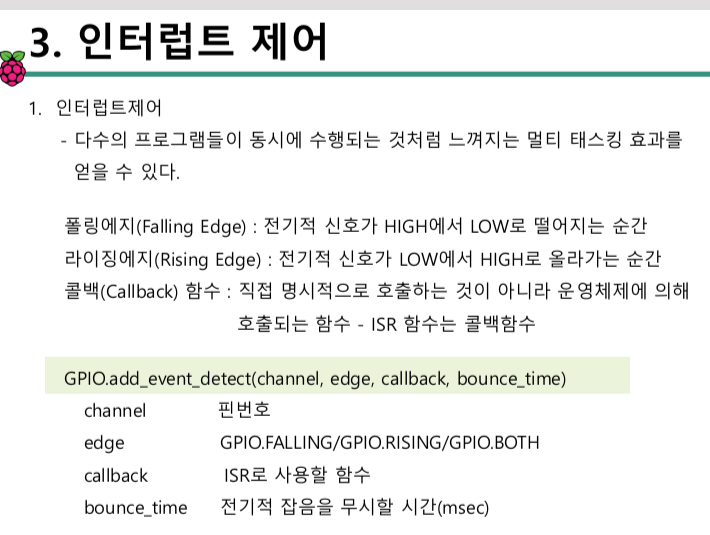 3. 인터럽트 제어
1. 인터럽트제어
- 다수의 프로그램들이 동시에 수행되는 것처럼 느껴지는 멀티 태스킹 효과를
얻을 수 있다.
폴링에지(Falling Edge) : 전기적 신호가 HIGH에서 LOW로 떨어지는 순간
라이징에지(Rising Edge) : 전기적 신호가 LOW에서 HIGH로 올라가는 순간
콜백(Callback) 함수 : 직접 명시적으로 호출하는 것이 아니라 운영체제에 의해
호출되는 함수 - ISR 함수는 콜백함수
GPIO.add_event_detect(channel, edge, callback, bounce_time)
channel 핀번호
edge GPIO.FALLING/GPIO.RISING/GPIO.BOTH
callback ISR로 사용할 함수
bounce_time 전기적 잡음을 무시할 시간(msec)